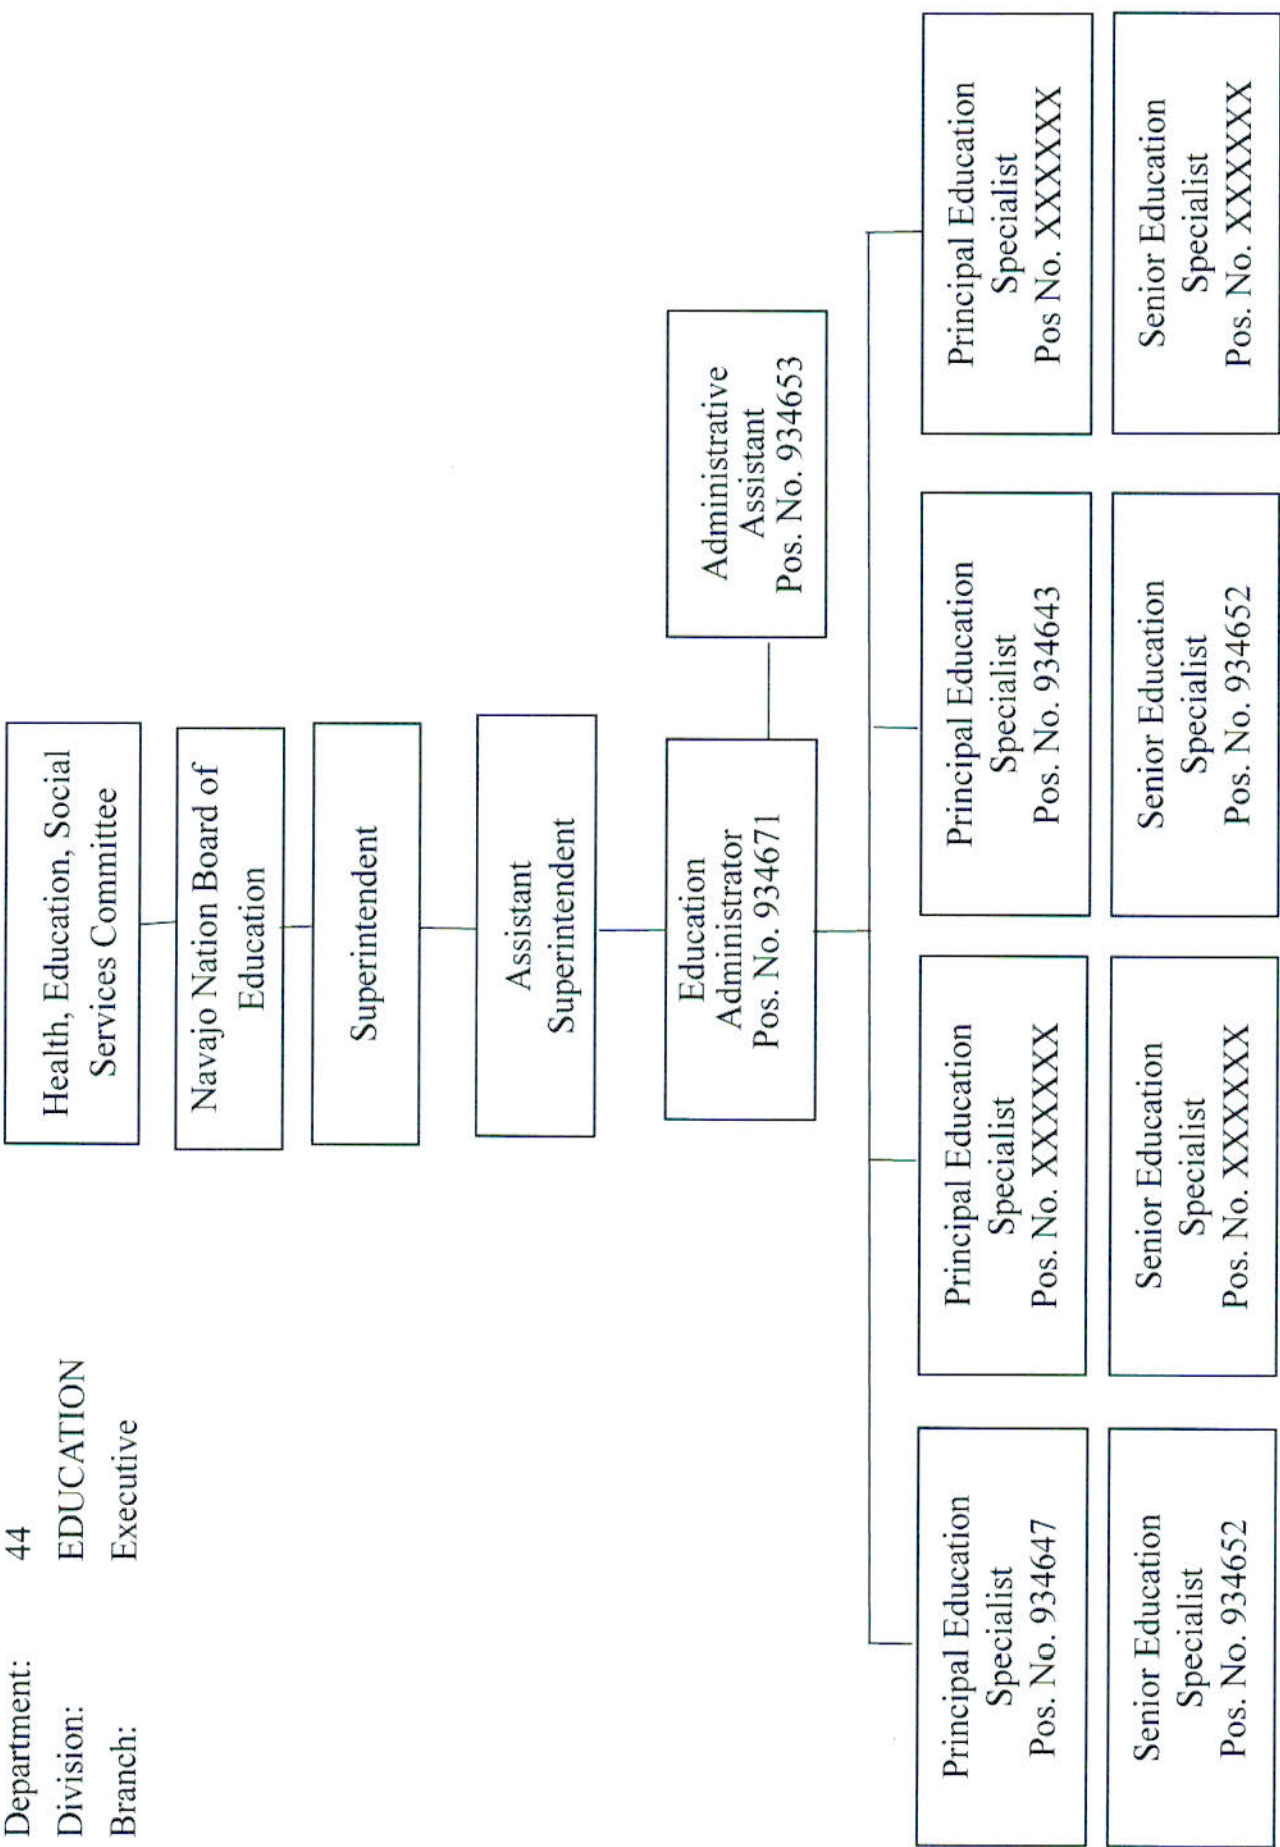 Department: 44
Division: EDUCATION
Branch: Executive
Health, Education, Social
Services Committee
Navajo Nation Board of
Education
Superintendent
Assistant
Superintendent
Education
Administrator
Pos. No. 934671
Administrative
Assistant
Pos. No. 934653
Principal Education
Specialist
Pos. No. 934647
Principal Education
Specialist
Pos. No. XXXXXX
Principal Education
Specialist
Pos. No. 934643
Principal Education
Specialist
Pos No. XXXXXX
Senior Education
Specialist
Pos. No. 934652
Senior Education
Specialist
Pos. No. XXXXXX
Senior Education
Specialist
Pos. No. 934652
Senior Education
Specialist
Pos. No. XXXXXX